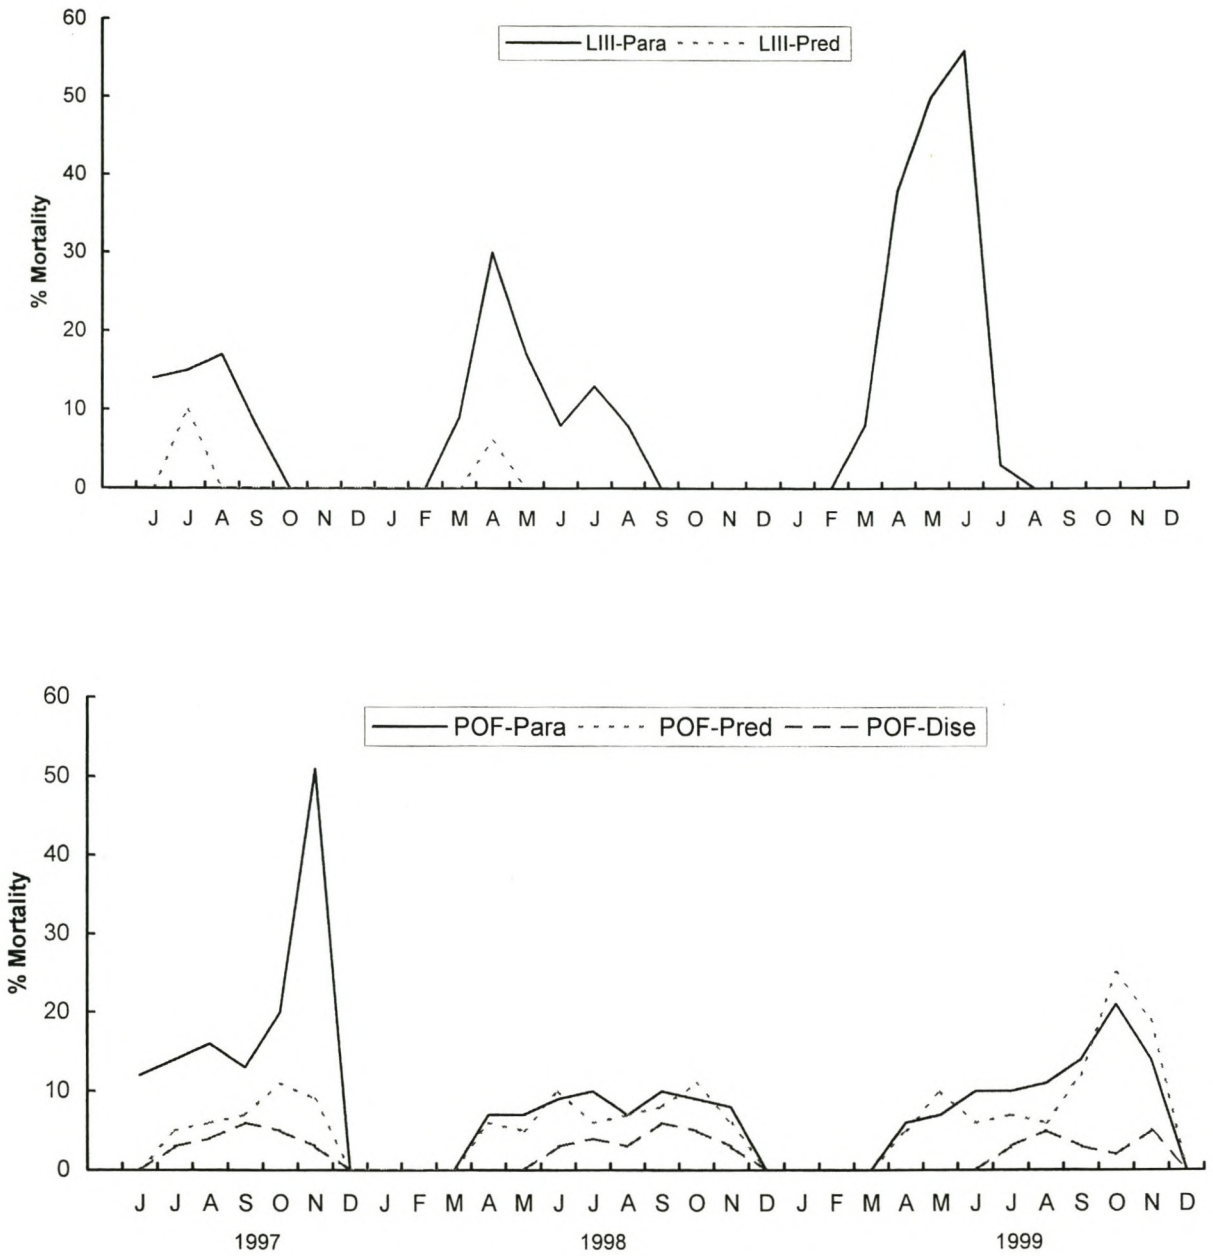 60
LIII-Para LIII-Pred
50
40
30
20
10
0
% Mortality
J J A S O N D J F M A M J J A S O N D J F M A M J J A S O N D
60
POF-Para POF-Pred POF-Dise
50
40
30
20
10
0
% Mortality
J J A S O N D J F M A M J J A S O N D J F M A M J J A S O N D
1997 1998 1999